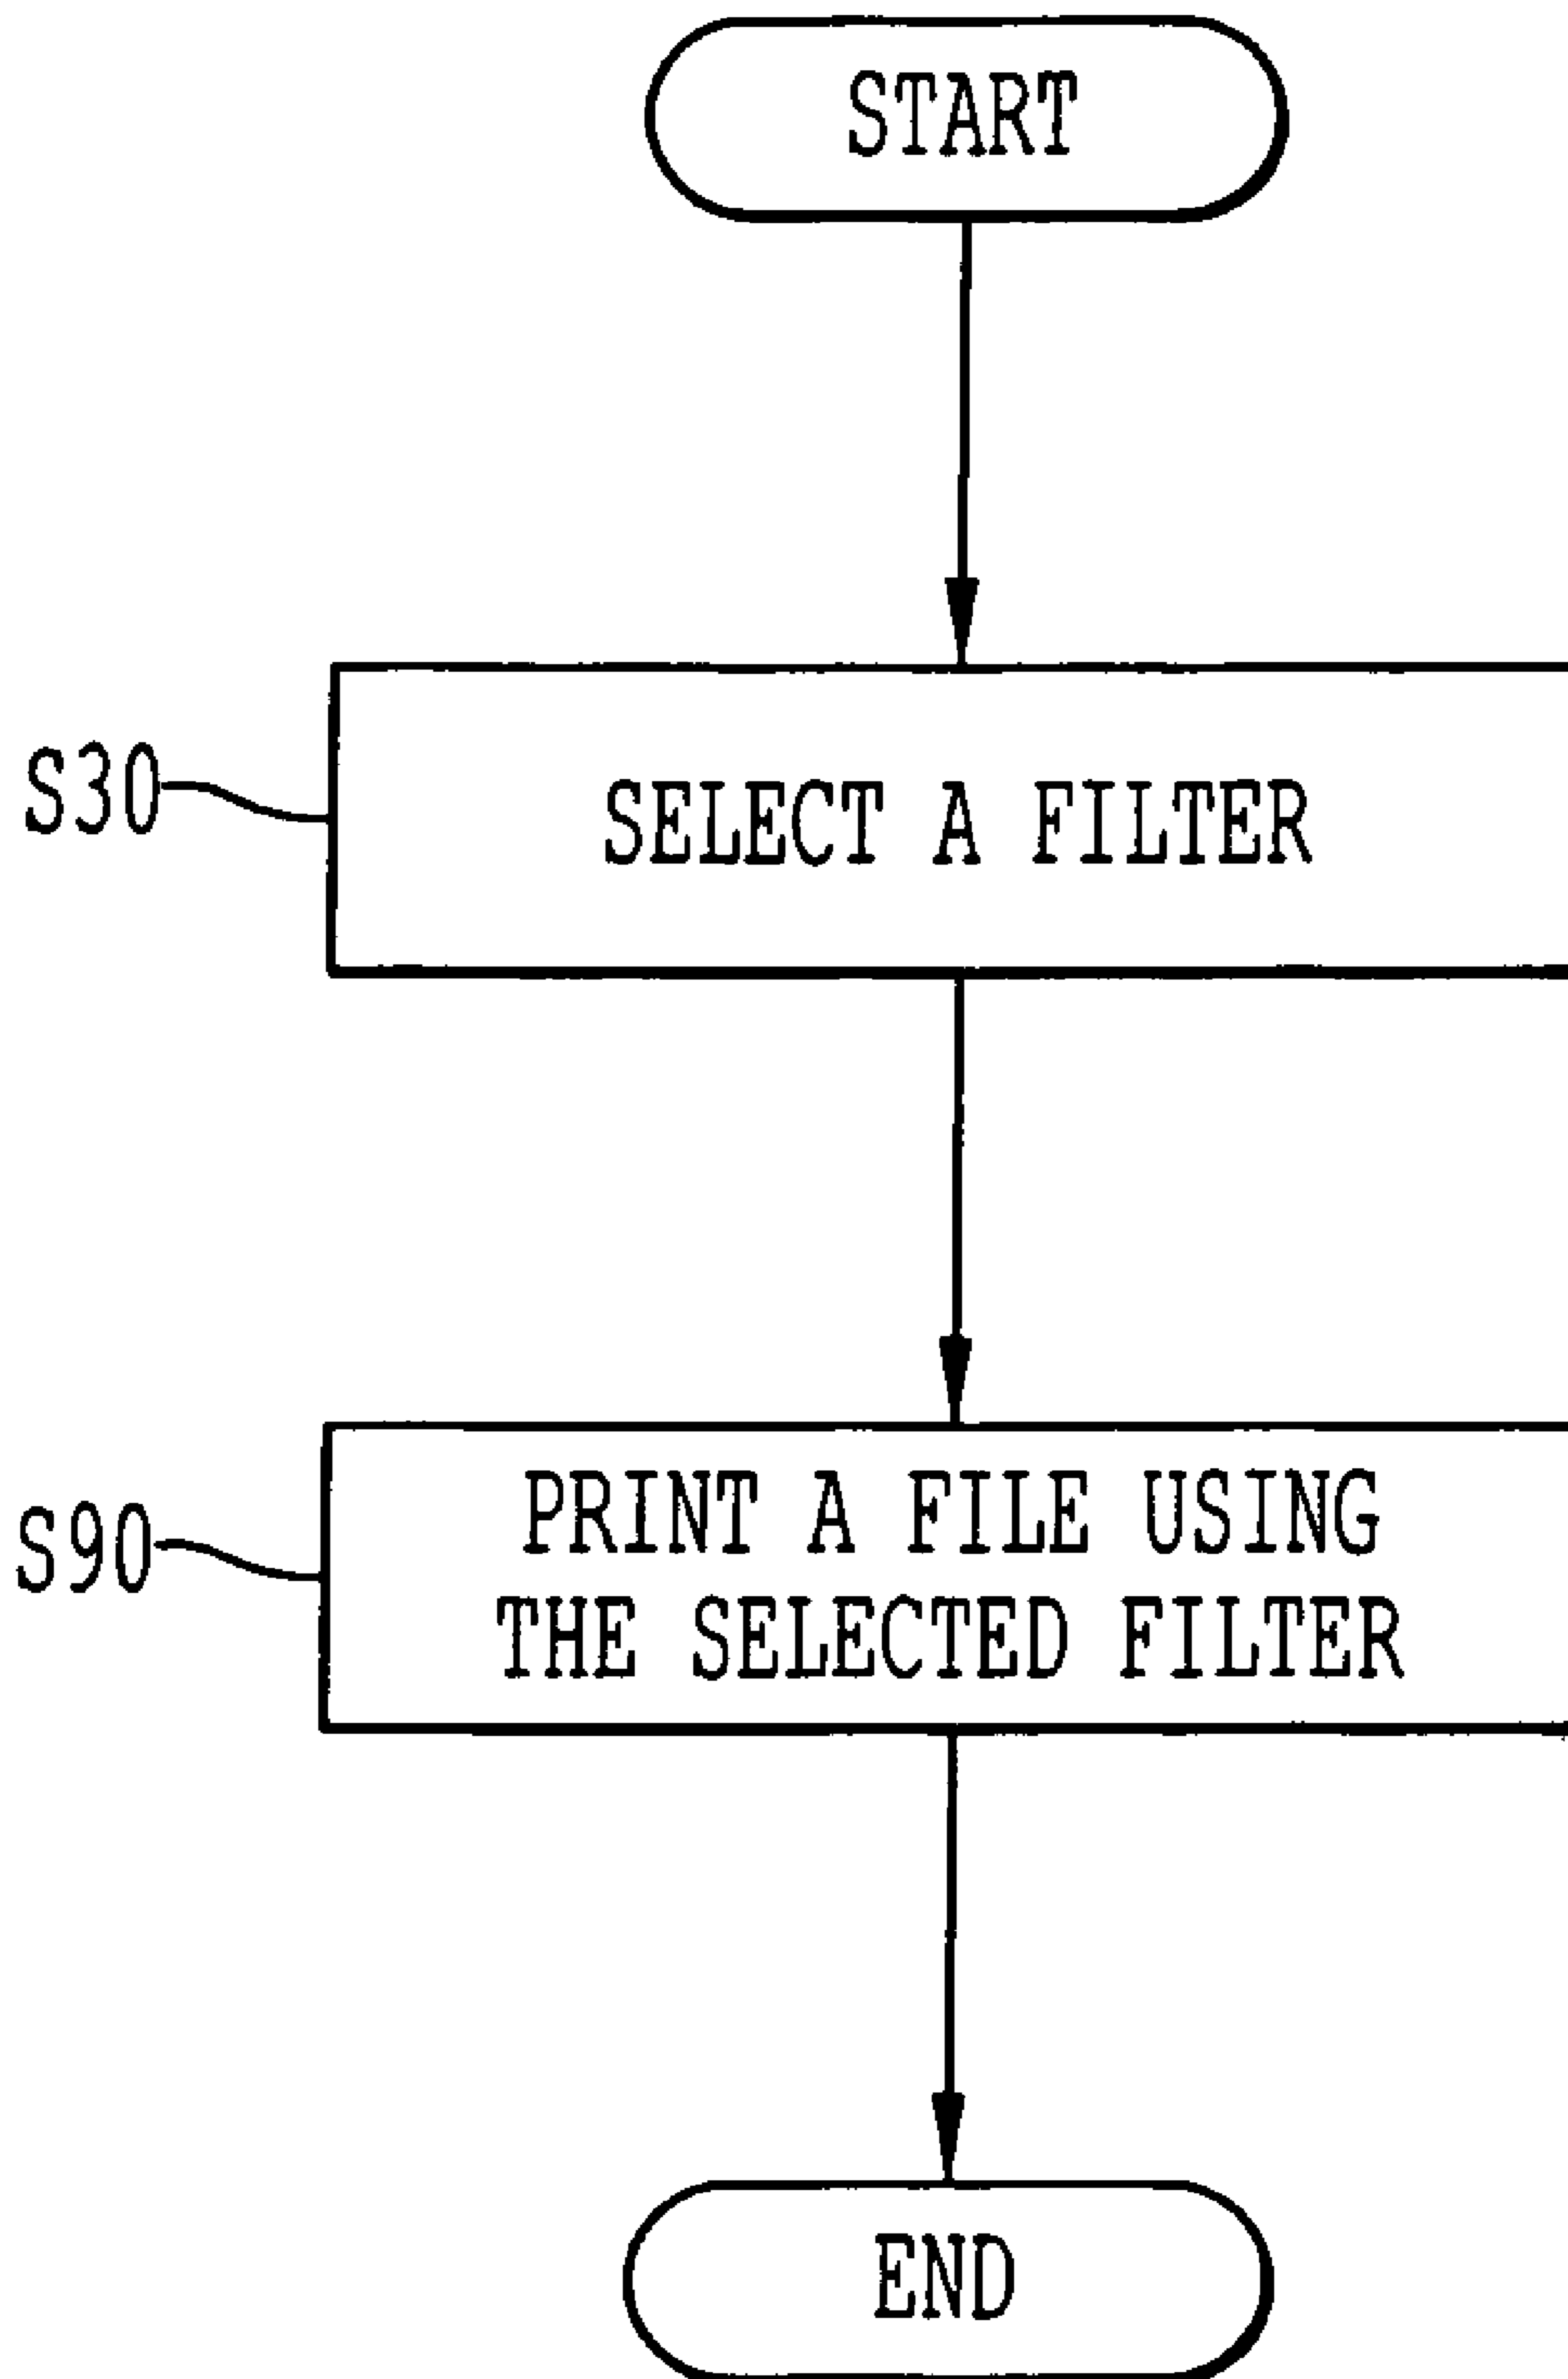 START
S30
SELECT A FILTER
S90
PRINT A FILE USING
THE SELECTED FILTER
END